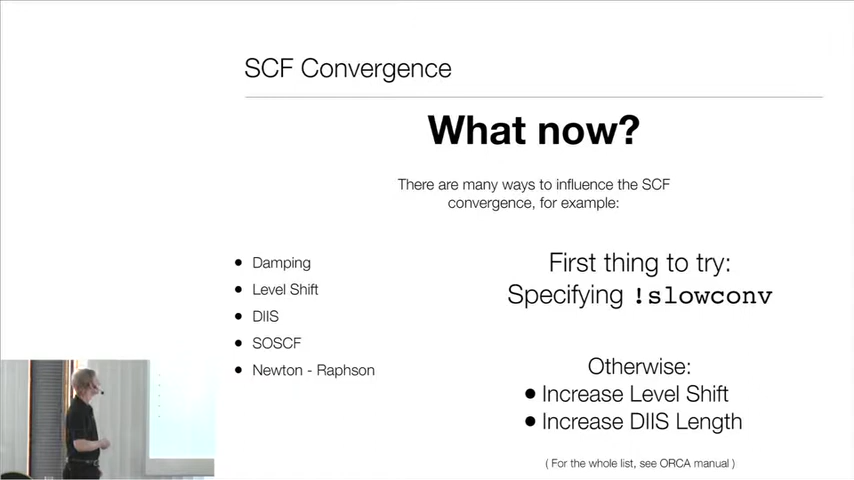 SCF Convergence
What now?
There are many ways to influence the SCF
convergence, for example:
● Damping
● Level Shift
● DIIS
● SOSCF
● Newton - Raphson
First thing to try:
Specifying !slowconv
Otherwise:
● Increase Level Shift
● Increase DIIS Length
( For the whole list, see ORCA manual )